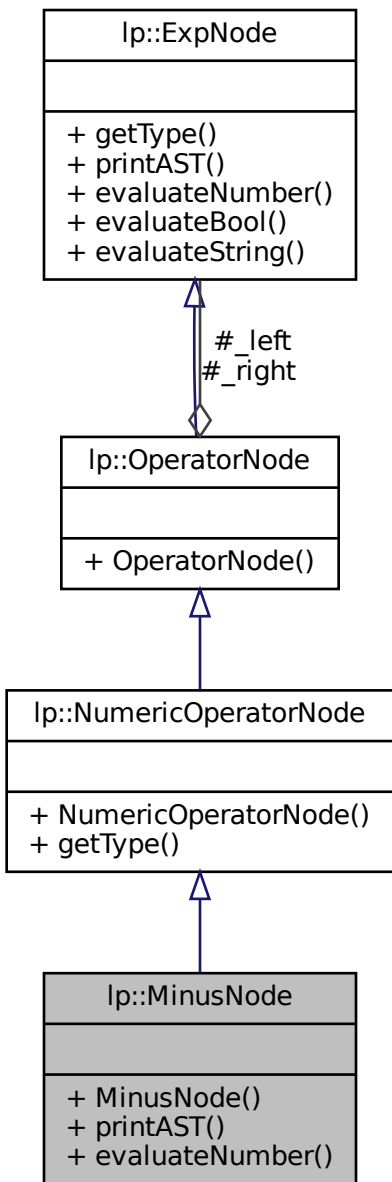 lp::ExpNode
+ getType()
+ printAST()
+ evaluateNumber()
+ evaluateBool()
+ evaluateString()
#_left
#_right
lp::OperatorNode
+ OperatorNode()
lp::NumericOperatorNode
+ NumericOperatorNode()
+ getType()
lp::MinusNode
+ MinusNode()
+ printAST()
+ evaluateNumber()